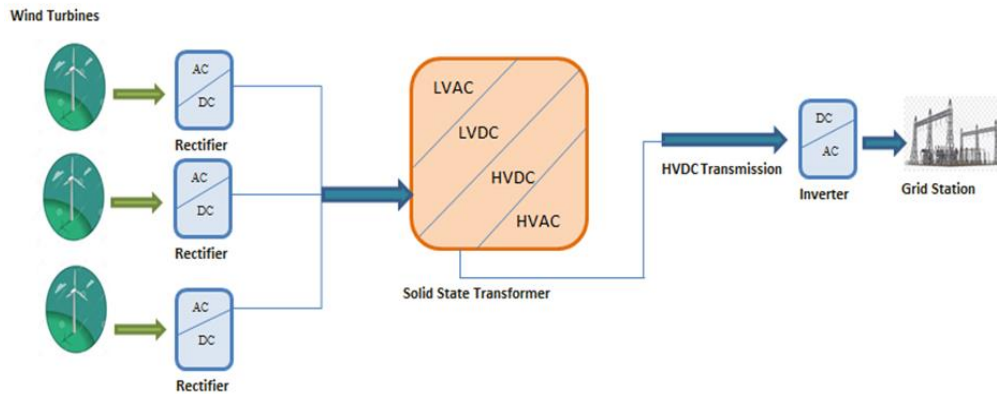 Wind Turbines
AC
DC
Rectifier
AC
DC
Rectifier
AC
DC
Rectifier
LVAC
LVDC
HVDC
HVAC
Solid State Transformer
HVDC Transmission
DC
AC
Inverter
Grid Station